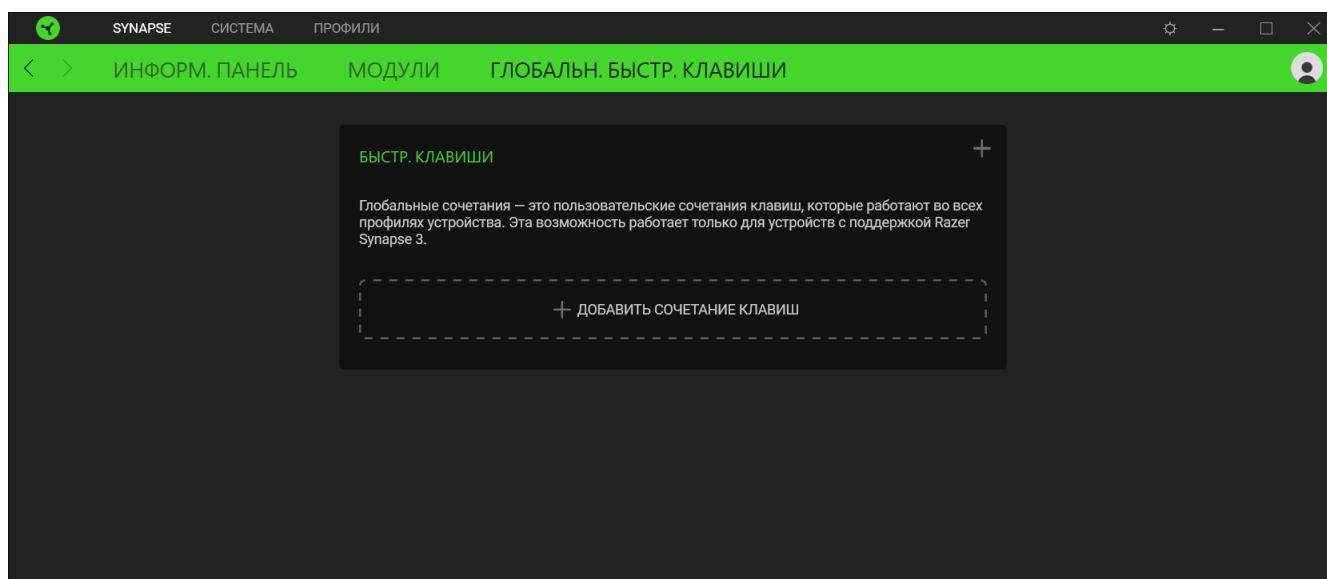 SYNAPSE СИСТЕМА ПРОФИЛИ
ИНФОРМ. ПАНЕЛЬ МОДУЛИ ГЛОБАЛЬН. БЫСТР. КЛАВИШИ
БЫСТР. КЛАВИШИ
Глобальные сочетания — это пользовательские сочетания клавиш, которые работают во всех
профилях устройства. Эта возможность работает только для устройств с поддержкой Razer
Synapse 3.
ДОБАВИТЬ СОЧЕТАНИЕ КЛАВИШ